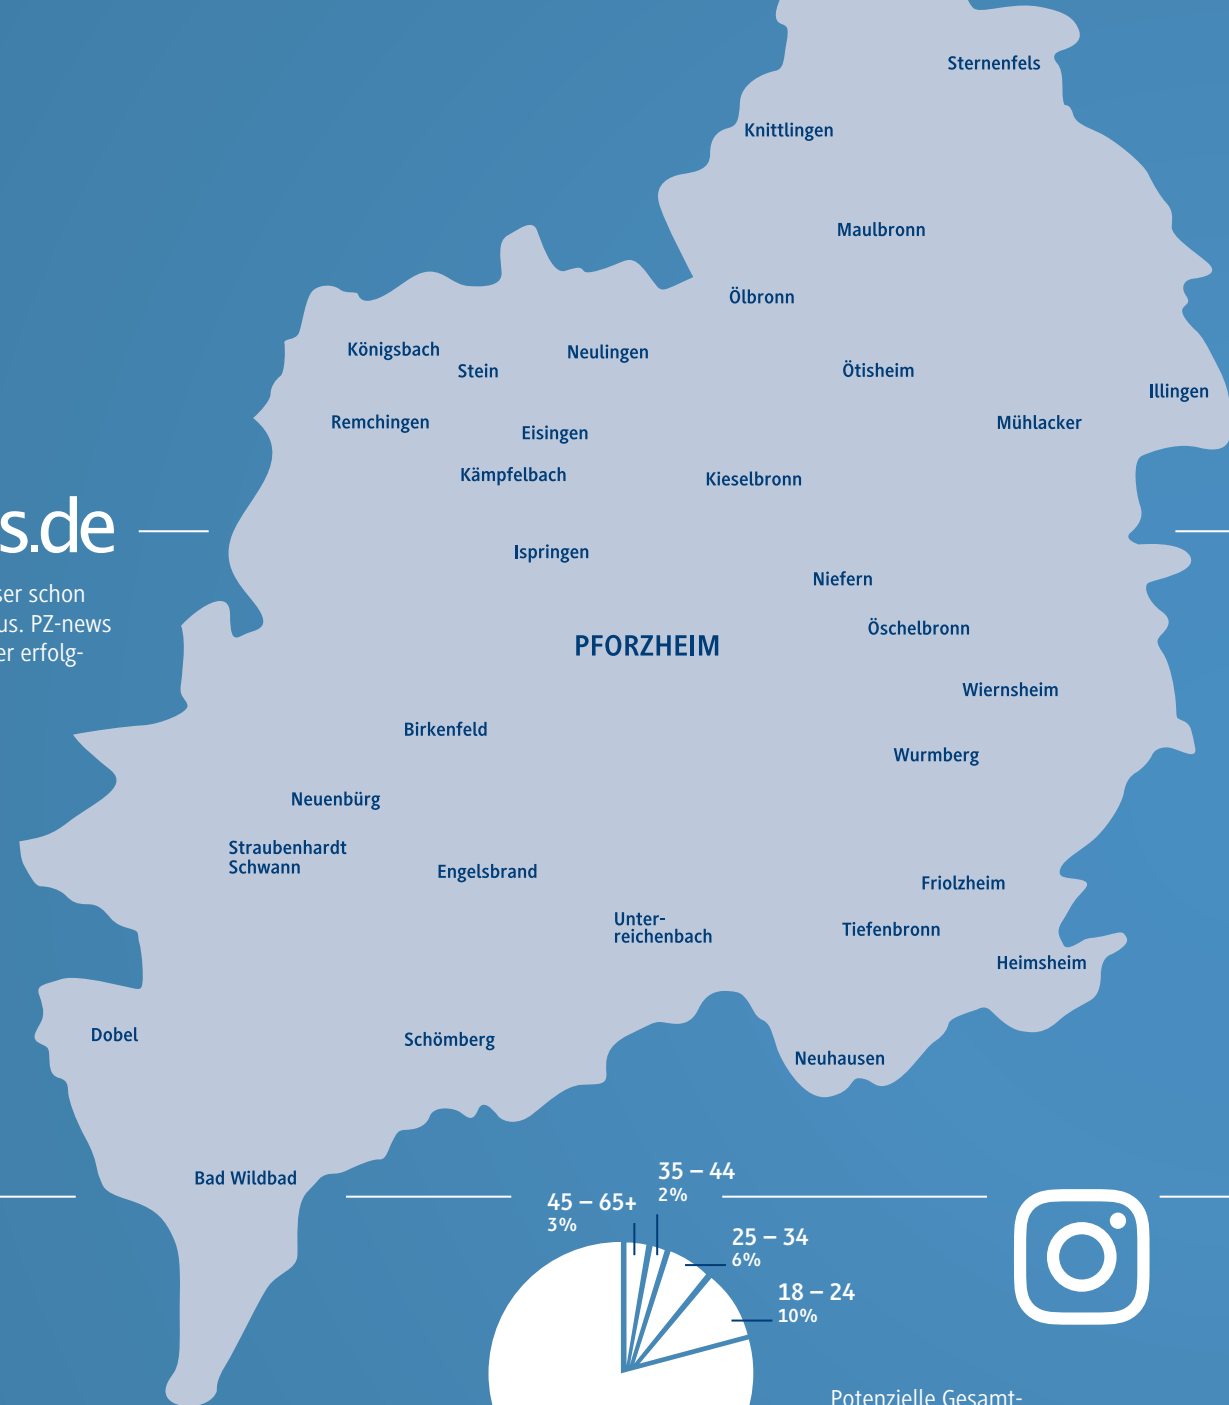 Sternenfels
Knittlingen
Maulbronn
Ölbronn
Königsbach
Neulingen
Stein
Ötisheim
Illingen
Remchingen
Mühlacker
Eisingen
Kämpfelbach
Kieselbronn
s.de
Ispringen
Niefern
ser schon
us. PZ-news
er erfolg-
Öschelbronn
PFORZHEIM
Wiernsheim
Birkenfeld
Wurmberg
Neuenbürg
Straubenhardt
Schwann
Engelsbrand
Friolzheim
Unter-
reichenbach
Tiefenbronn
Heimsheim
Dobel
Schömberg
Neuhausen
Bad Wildbad
35 – 44
2%
45 – 65+
3%
25 – 34
6%
18 – 24
10%
Potenzielle Gesamt-